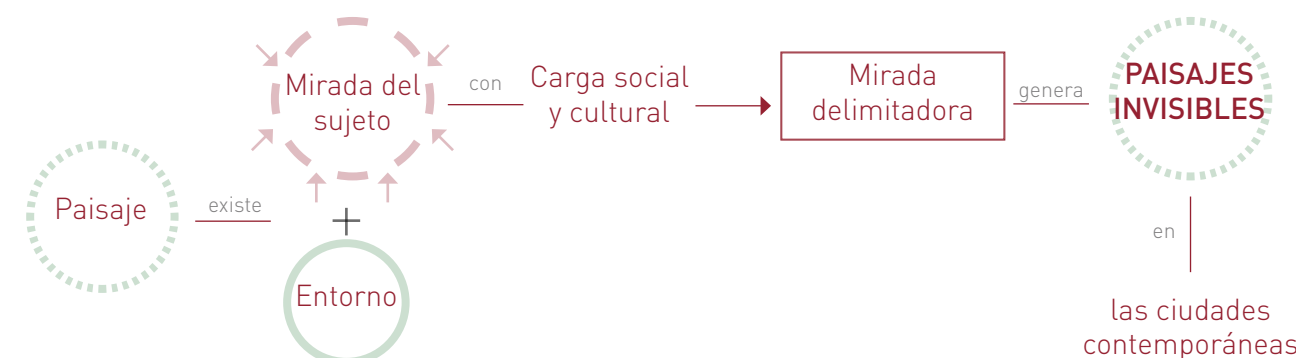 Paisaje
existe
Mirada del
sujeto
+
Entorno
con
Carga social
y cultural
Mirada
delimitadora
genera
PAISAJES
INVISIBLES
en
las ciudades
contemporáneas